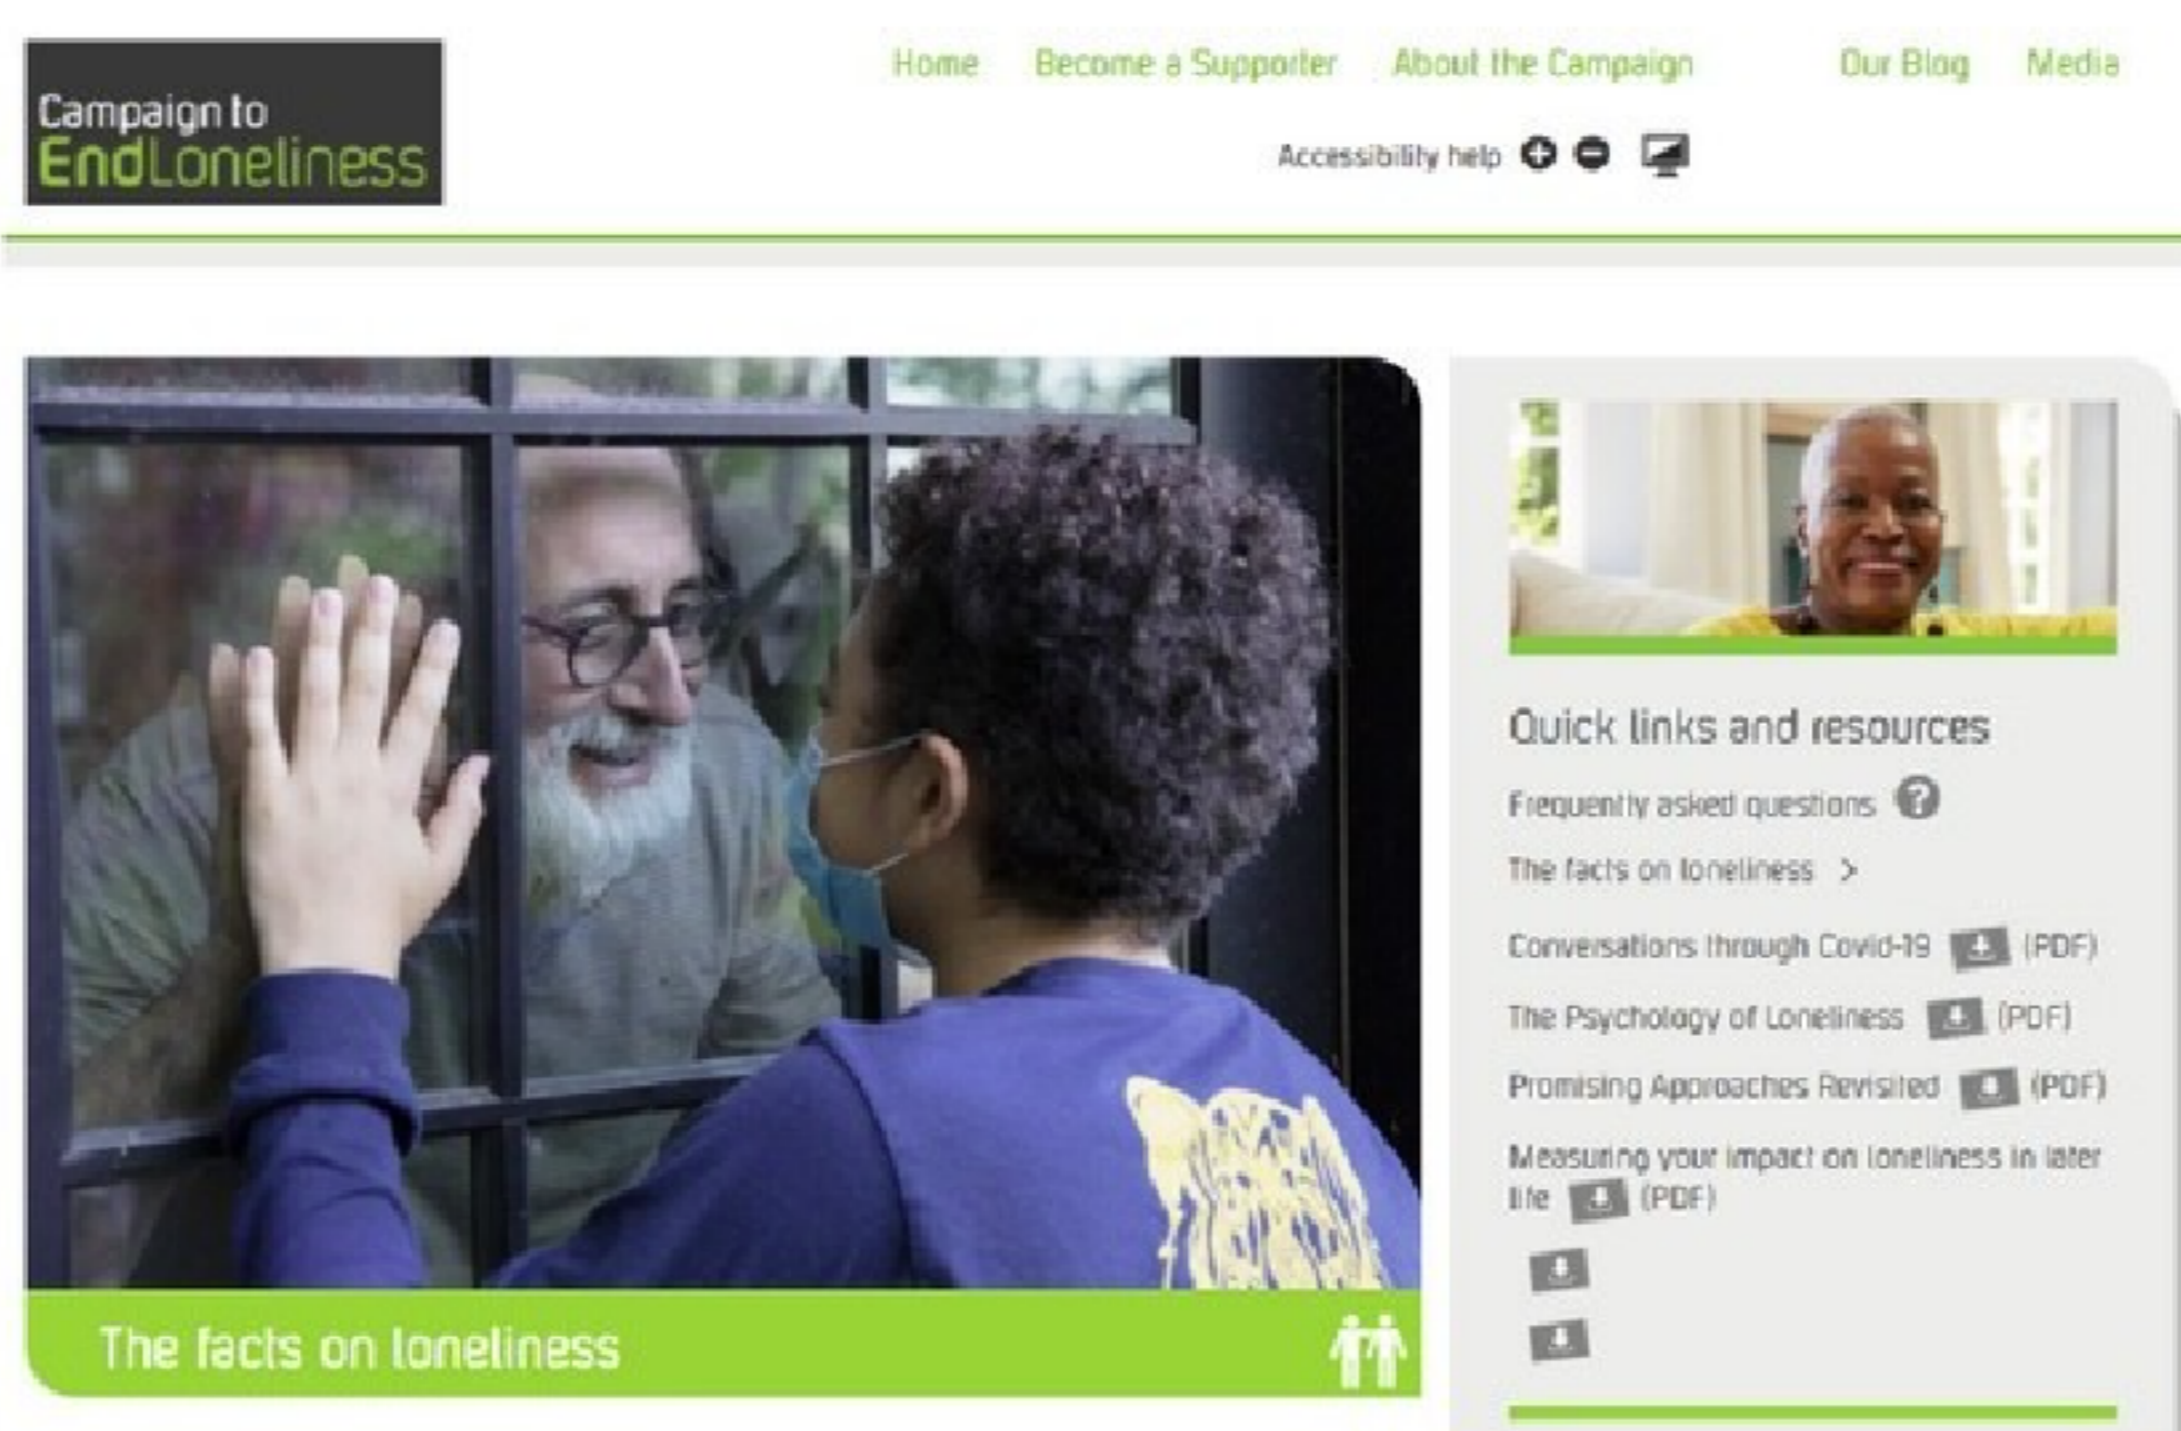 Campaign to
EndLoneliness
Home Become a Supporter About the Campaign Our Blog Media
Accessibility help
The facts on loneliness
Quick links and resources
Frequently asked questions ?
The facts on loneliness >
Conversations through Covid-19 (PDF)
The Psychology of Loneliness (PDF)
Promising Approaches Revisited (PDF)
Measuring your impact on loneliness in later
life (PDF)